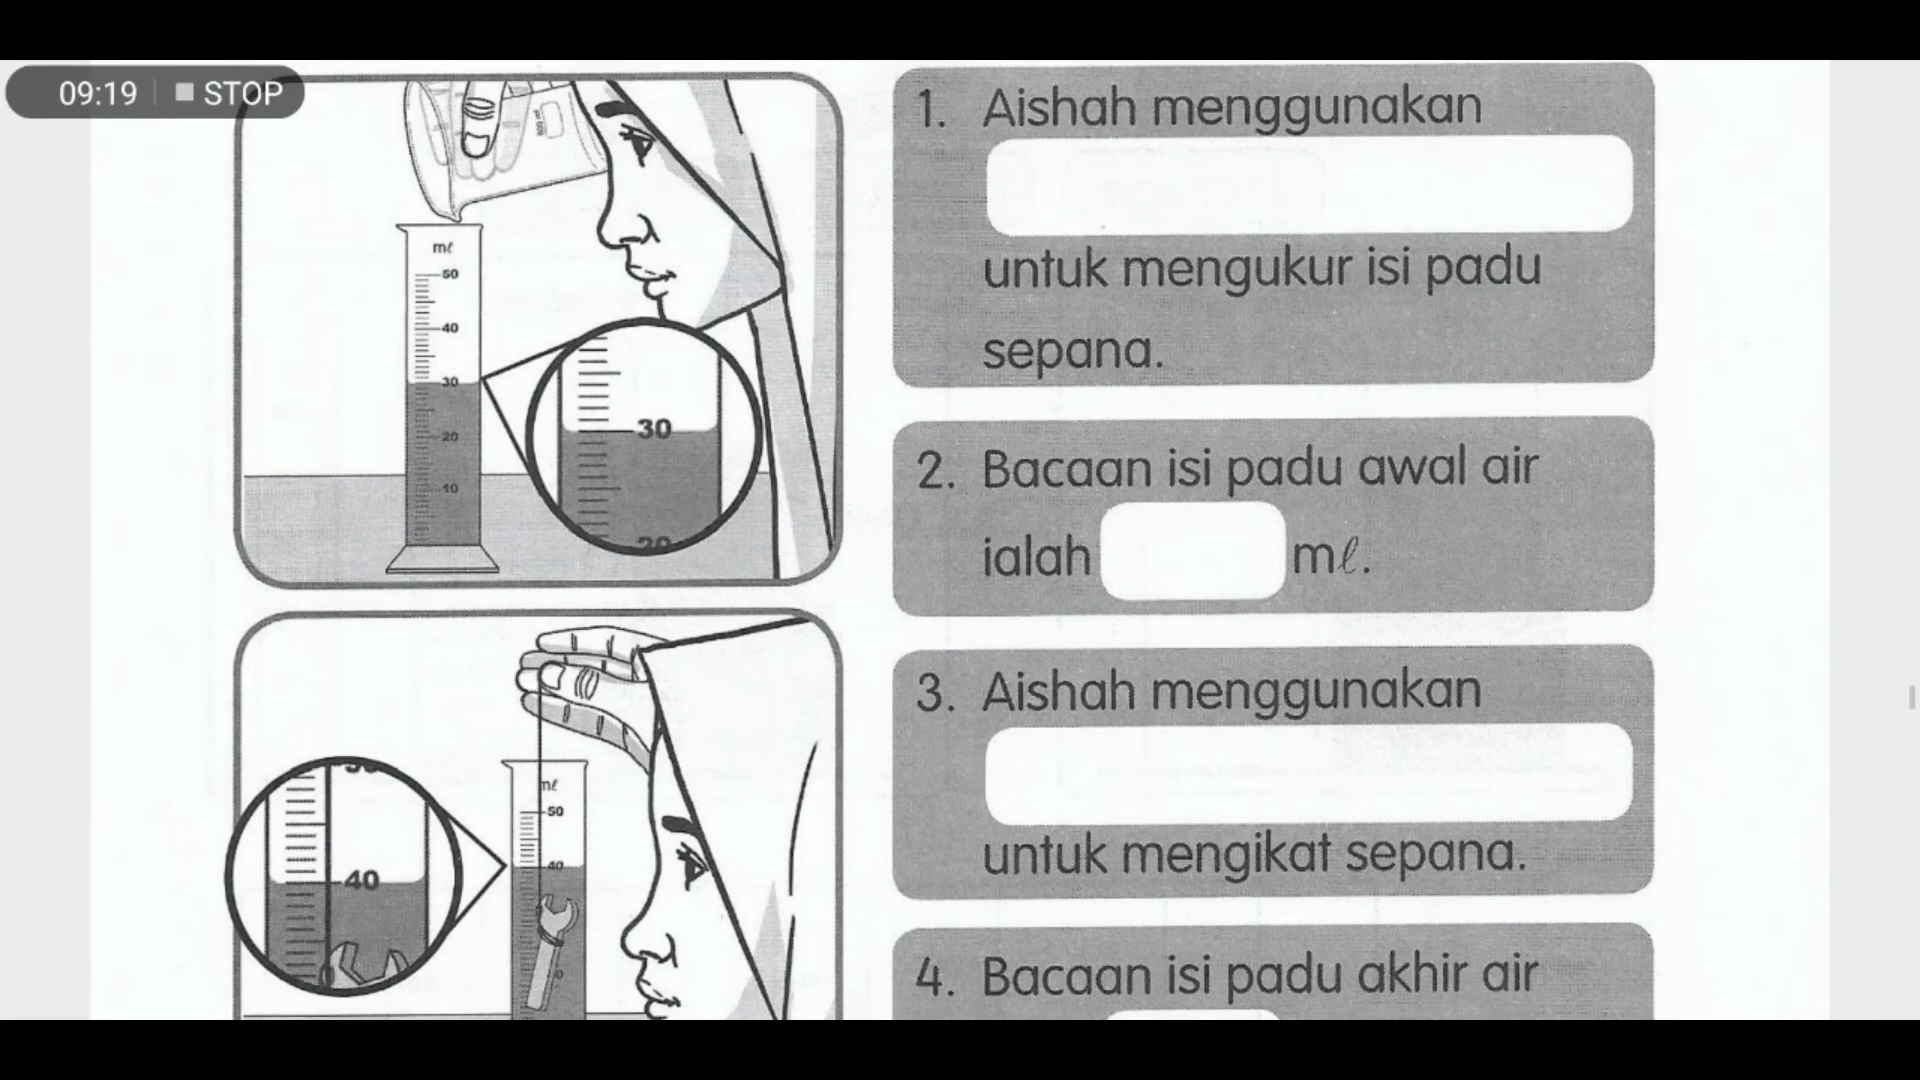 09:19 STOP
mℓ
50
40
30
20
10
30
20
mℓ
50
40
40
1. Aishah menggunakan
untuk mengukur isi padu
sepana.
2. Bacaan isi padu awal air
ialah mℓ.
3. Aishah menggunakan
untuk mengikat sepana.
4. Bacaan isi padu akhir air